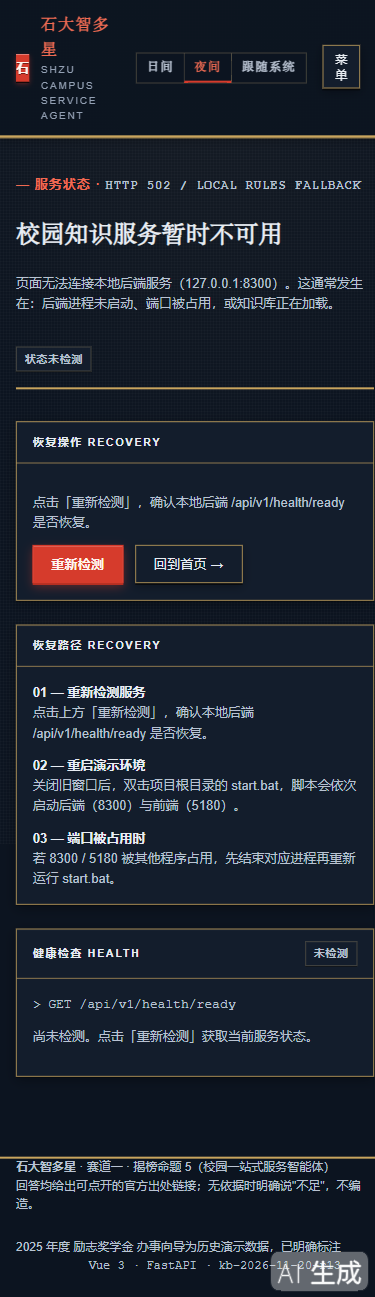 石
石大智多
星
SHZU
CAMPUS
SERVICE
AGENT
日间
夜间
跟随系统
菜
单
— 服务状态 · HTTP 502 / LOCAL RULES FALLBACK
校园知识服务暂时不可用
页面无法连接本地后端服务（127.0.0.1:8300）。这通常发生
在：后端进程未启动、端口被占用，或知识库正在加载。
状态未检测
恢复操作 RECOVERY
点击「重新检测」，确认本地后端 /api/v1/health/ready
是否恢复。
重新检测
回到首页 →
恢复路径 RECOVERY
01 — 重新检测服务
点击上方「重新检测」，确认本地后端
/api/v1/health/ready 是否恢复。
02 — 重启演示环境
关闭旧窗口后，双击项目根目录的 start.bat，脚本会依次
启动后端（8300）与前端（5180）。
03 — 端口被占用时
若 8300 / 5180 被其他程序占用，先结束对应进程再重新
运行 start.bat。
健康检查 HEALTH
未检测
> GET /api/v1/health/ready
尚未检测。点击「重新检测」获取当前服务状态。
石大智多星 · 赛道一 · 揭榜命题 5（校园一站式服务智能体）
回答均给出可点开的官方出处链接；无依据时明确说"不足"，不编
造。
2025 年度 励志奖学金 办事向导为历史演示数据，已明确标注
Vue 3 · FastAPI ·
AI 生成